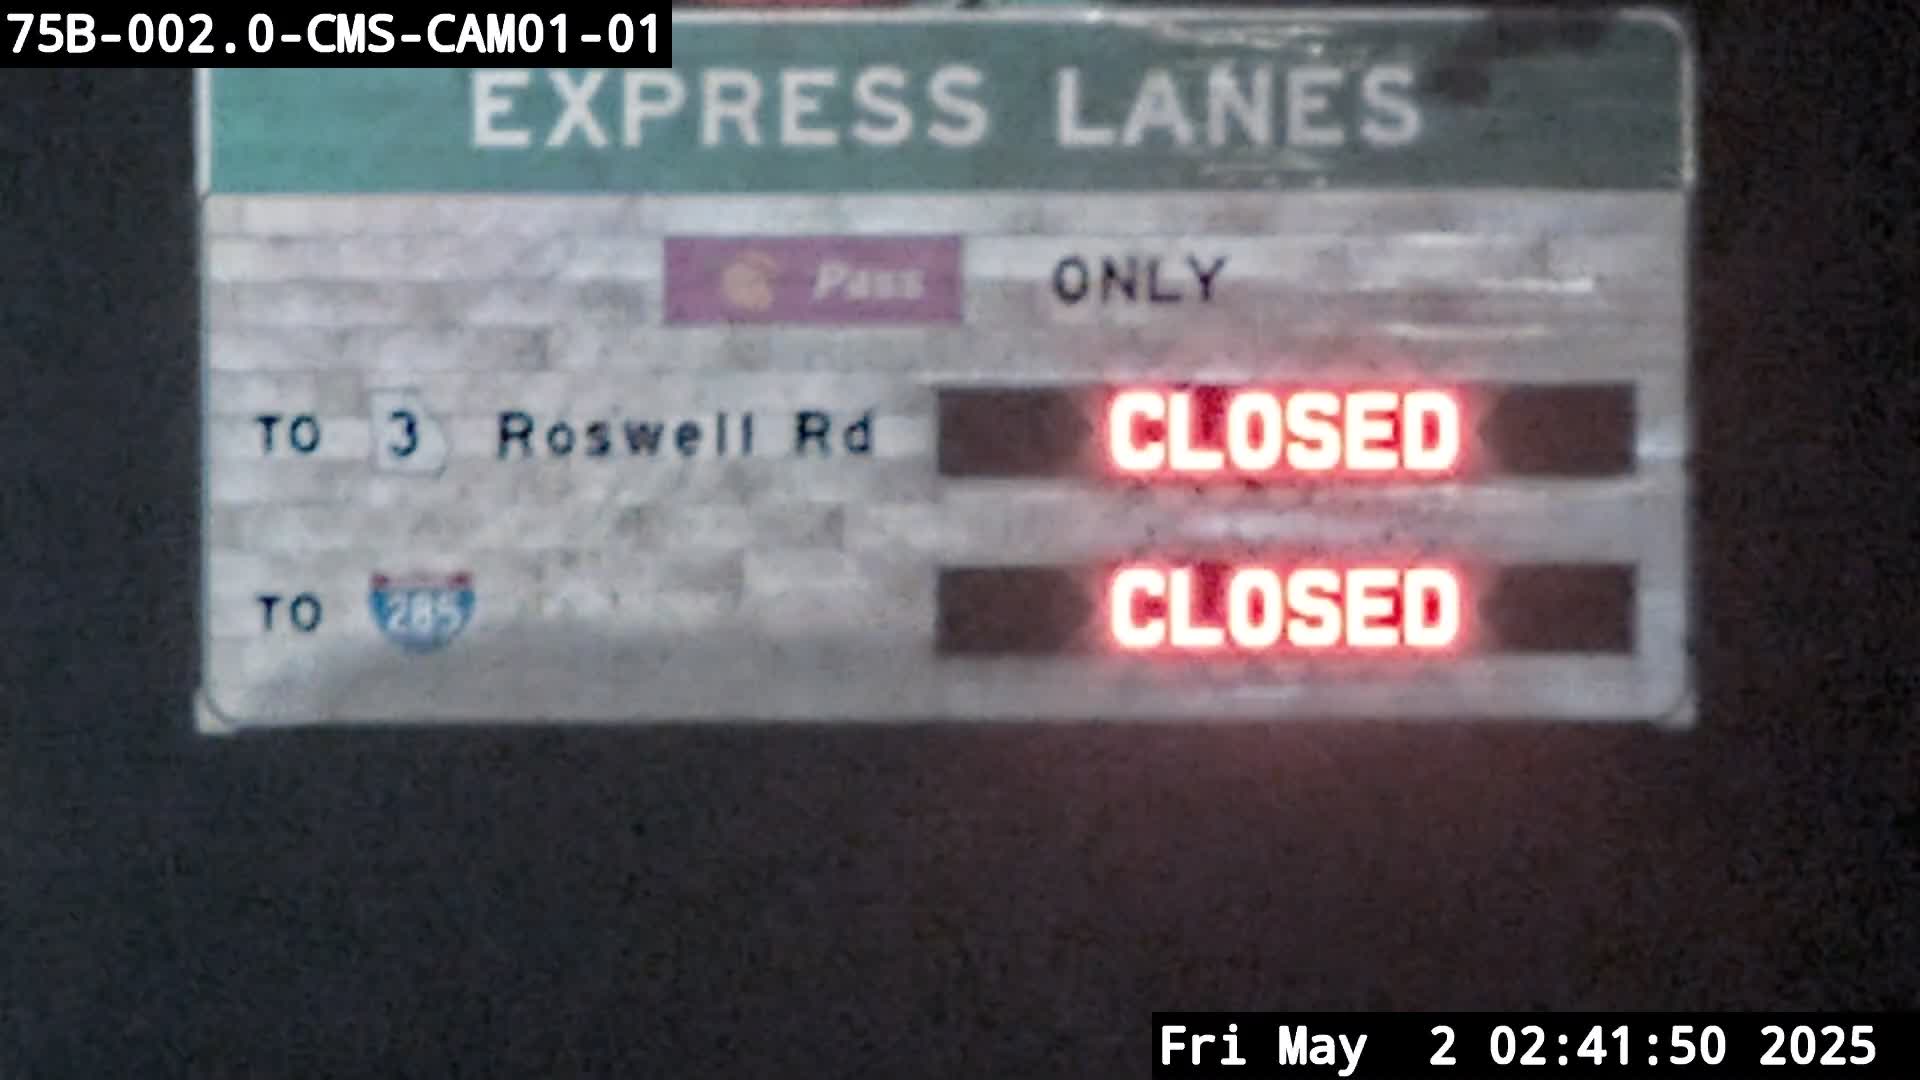 75B-002.0-CMS-CAM01-01
EXPRESS LANES
Pass ONLY
TO 3 Roswell Rd CLOSED
TO 285 CLOSED
Fri May 2 02:41:50 2025